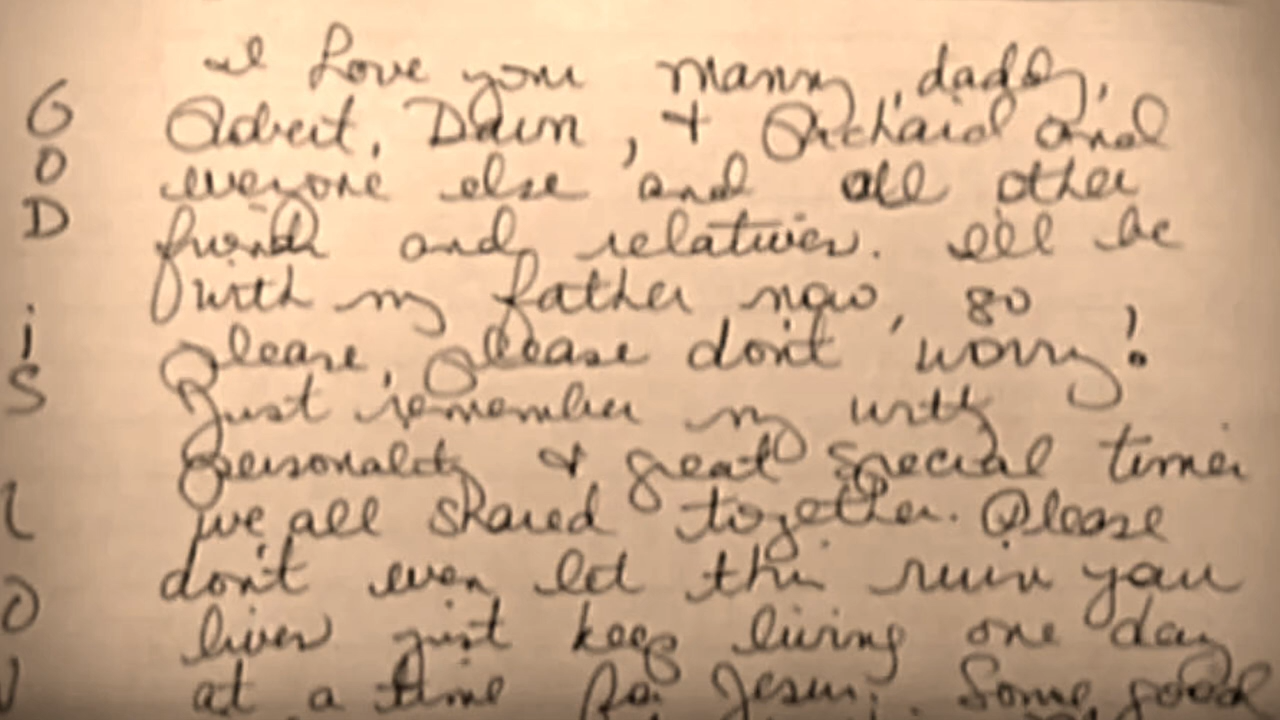 I Love you mammy, daddy,
Robert, Dawn, & Richard and
everyone else and all other
friends and relatives. I'll be
with my father now, so
please, please don't worry!
Just remember my witty
personality & great special times
we all shared together. Please
don't ever let this ruin your
lives just keep living one day
at a time for Jesus. Some good
G
O
D
i
S
L
O